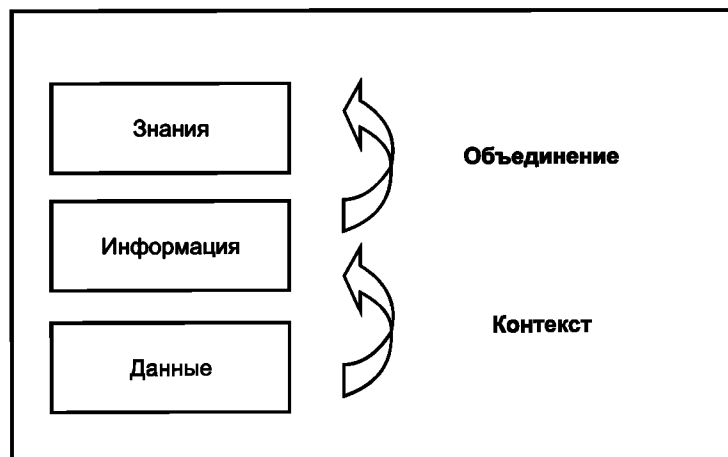 Знания
Объединение
Информация
Контекст
Данные